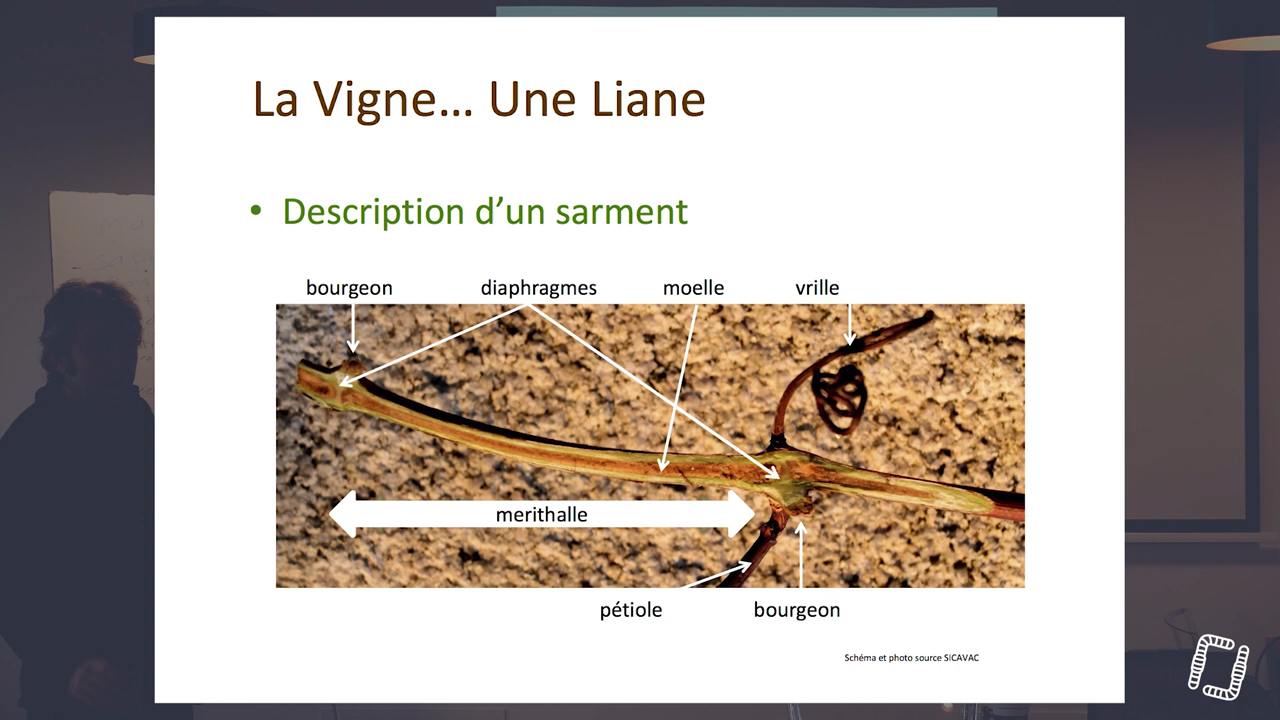 La Vigne... Une Liane
• Description d'un sarment
bourgeon diaphragmes moelle vrille
merithalle
pétiole bourgeon
Schéma et photo source SICAVAC